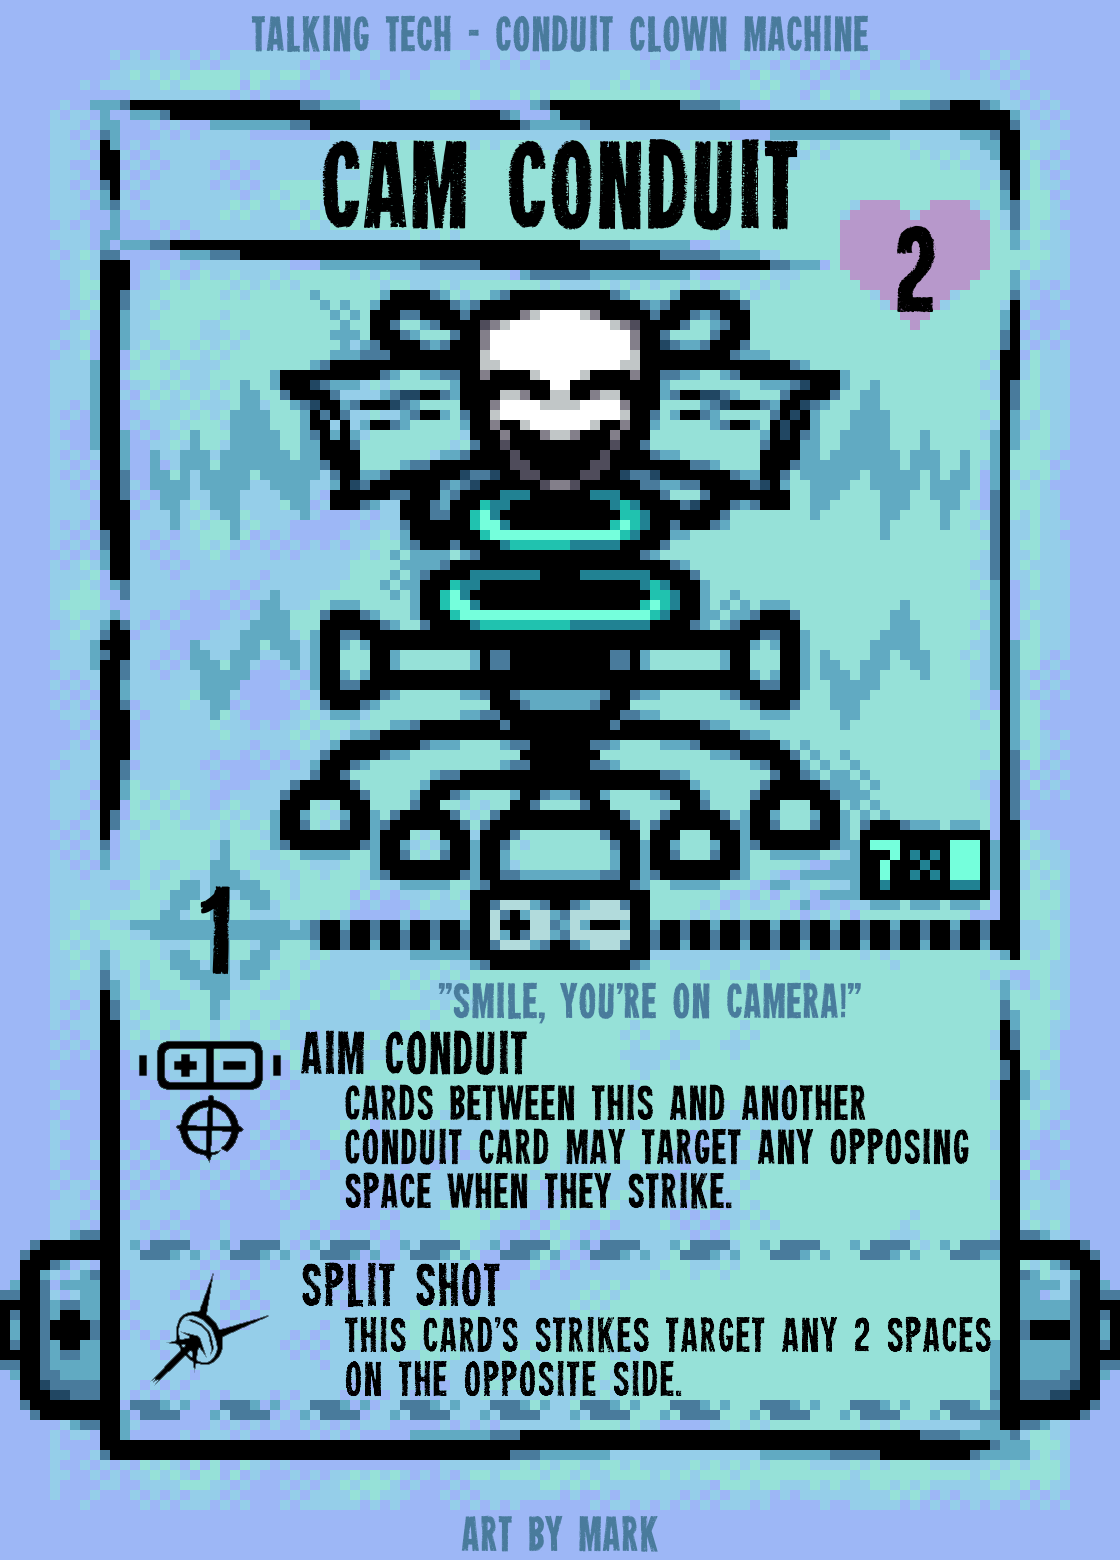 TALKING TECH - CONDUIT CLOWN MACHINE
CAM CONDUIT
2
7
1
"SMILE, YOU'RE ON CAMERA!"
AIM CONDUIT
CARDS BETWEEN THIS AND ANOTHER
CONDUIT CARD MAY TARGET ANY OPPOSING
SPACE WHEN THEY STRIKE.
SPLIT SHOT
THIS CARD'S STRIKES TARGET ANY 2 SPACES
ON THE OPPOSITE SIDE.
ART BY MARK